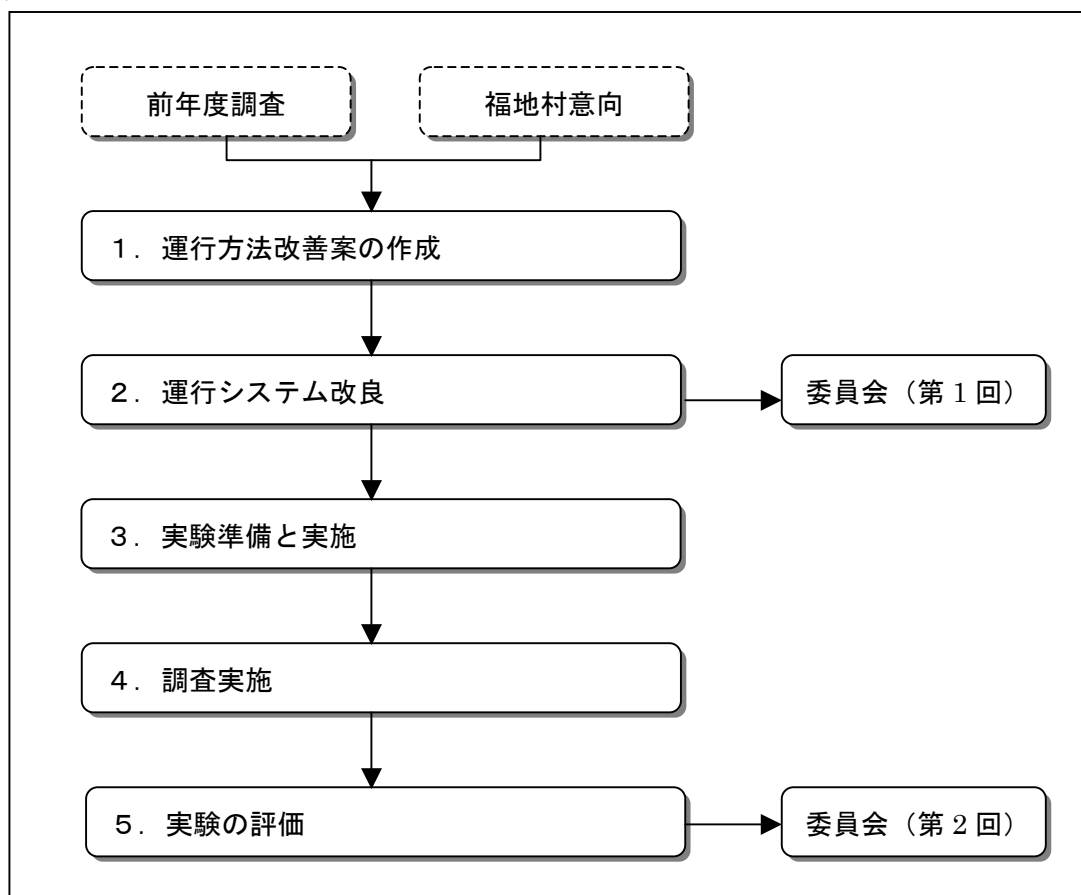 前年度調査
福地村意向
１．運行方法改善案の作成
２．運行システム改良
委員会（第１回）
３．実験準備と実施
４．調査実施
５．実験の評価
委員会（第２回）